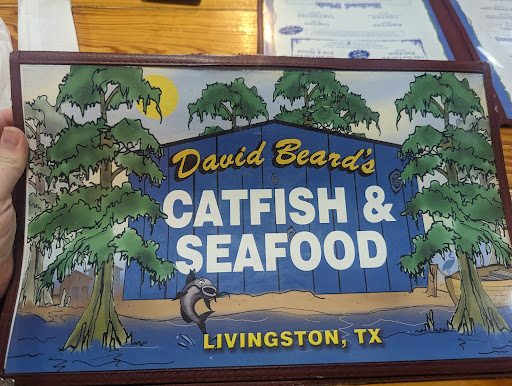 David Beard's
CATFISH &
SEAFOOD
LIVINGSTON, TX